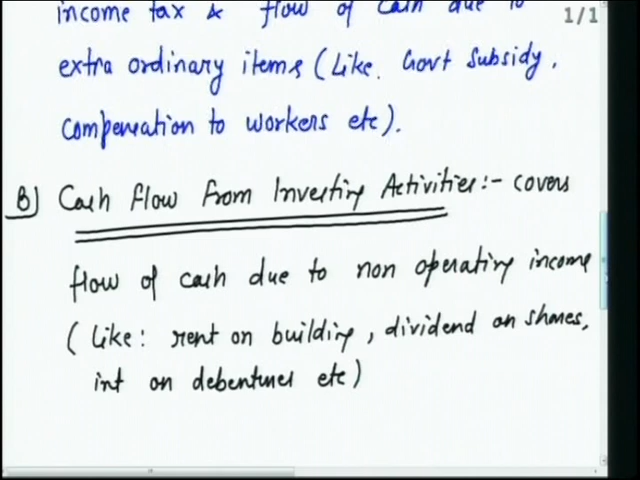 income tax & flow of cash due to
1/1
extra ordinary items (Like. Govt Subsidy,
Compensation to workers etc).
B) Cash flow from Investing Activities:- covers
flow of cash due to non operating income
(Like: rent on building, dividend on shares,
int on debentures etc)